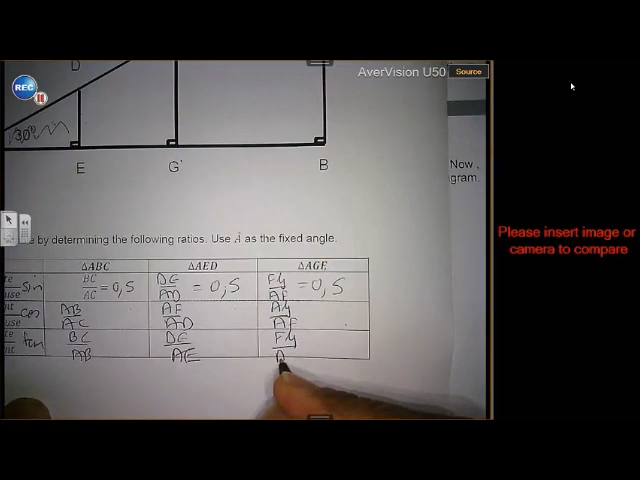 AverVision U50 Source
REC
D
30°
E G' B
Now ,
gram.
Please insert image or
camera to compare
e by determining the following ratios. Use Â as the fixed angle.
ΔABC ΔAED ΔAGE
sin BC/AC = 0,5 DE/AD = 0,5 FG/AF = 0,5
cos AB/AC AE/AD AG/AF
tan BC/AB DE/AE FG/A